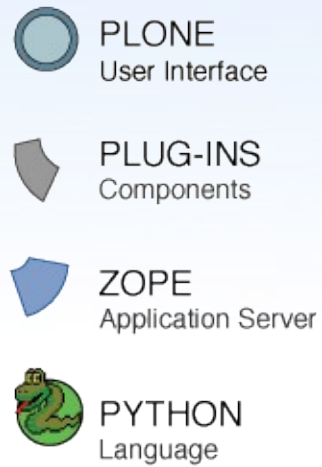 PLONE
User Interface
PLUG-INS
Components
ZOPE
Application Server
PYTHON
Language